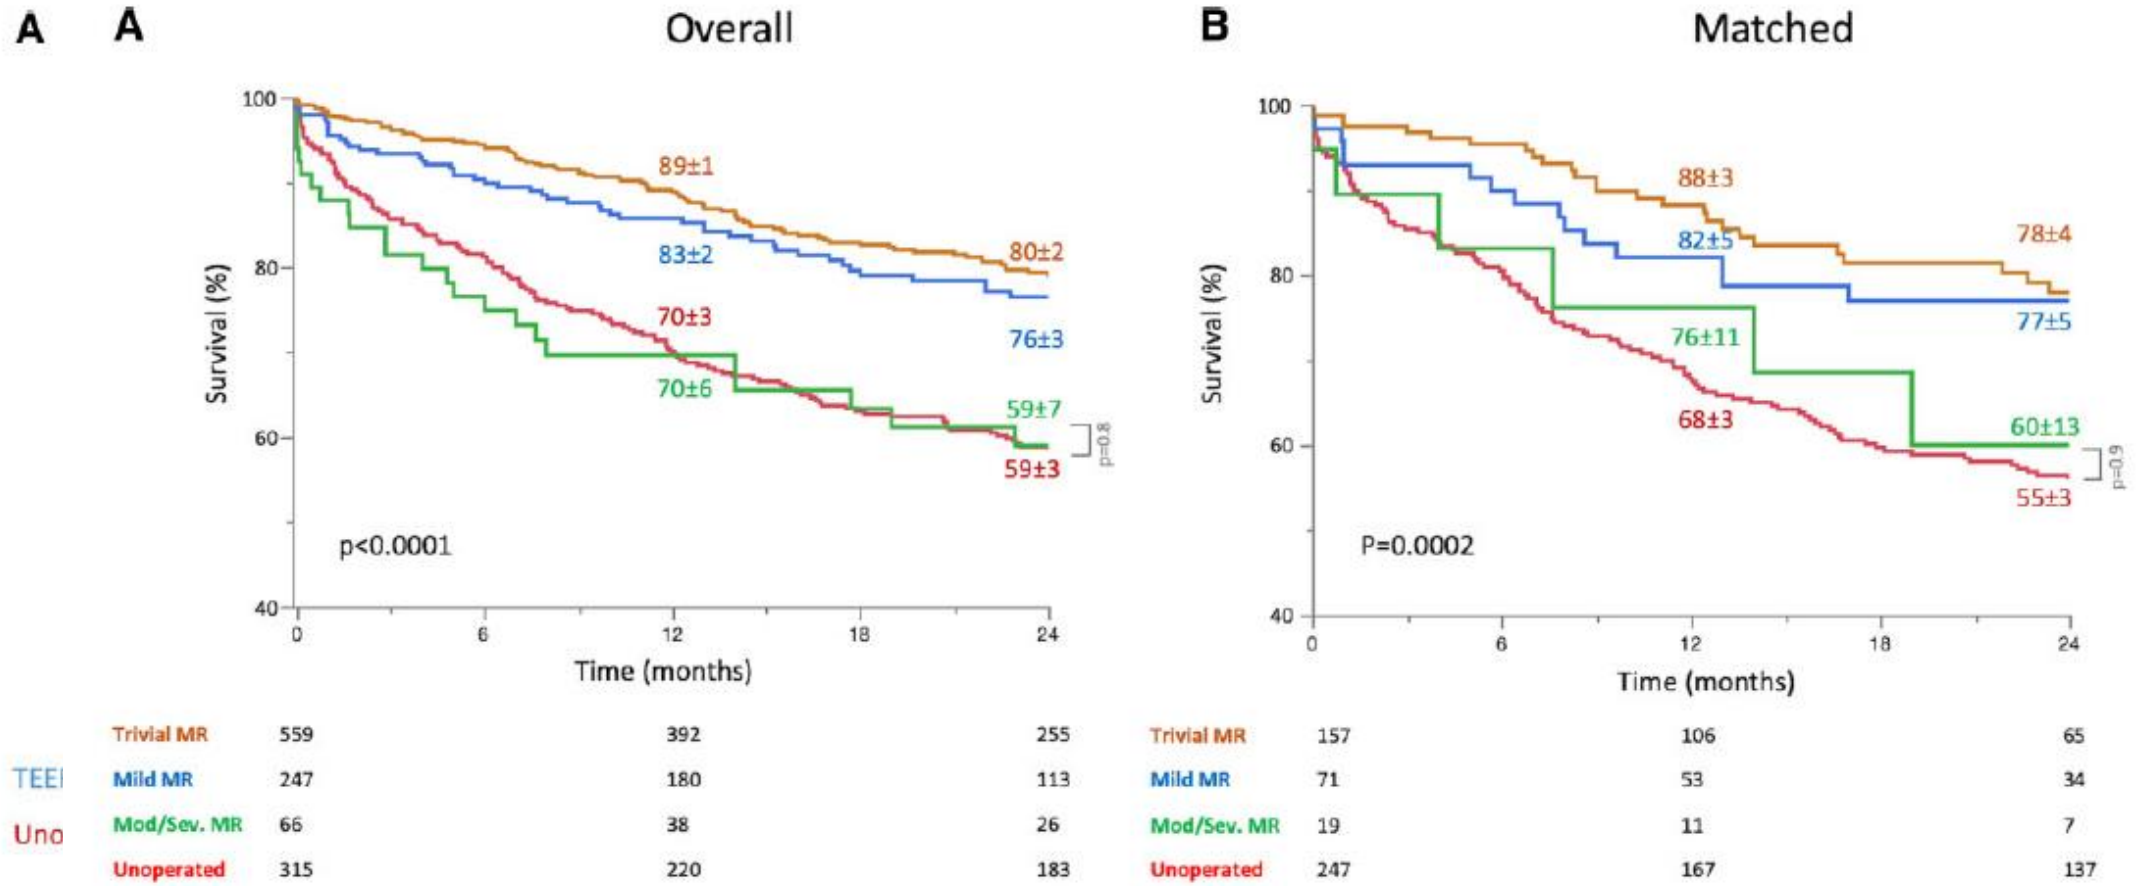 A A Overall
100
80
60
40
Survival (%)
89±1
83±2
70±3
70±6
80±2
76±3
59±7
59±3
p=0.8
p<0.0001
0 6 12 18 24
Time (months)
Trivial MR 559 392 255
Mild MR 247 180 113
Mod/Sev. MR 66 38 26
Unoperated 315 220 183
TEE
Uno
B Matched
100
80
60
40
Survival (%)
88±3
82±5
76±11
68±3
78±4
77±5
60±13
55±3
p=0.9
P=0.0002
0 6 12 18 24
Time (months)
Trivial MR 157 106 65
Mild MR 71 53 34
Mod/Sev. MR 19 11 7
Unoperated 247 167 137